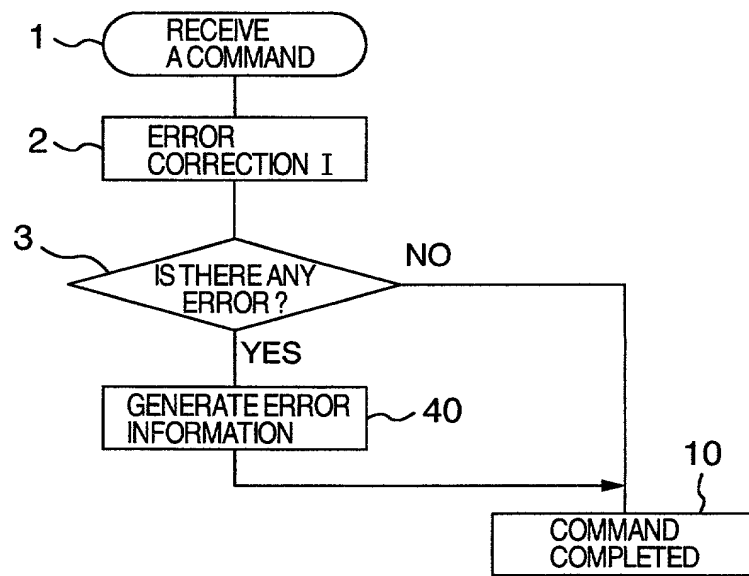 1
RECEIVE
A COMMAND
2
ERROR
CORRECTION I
3
IS THERE ANY
ERROR?
NO
YES
GENERATE ERROR
INFORMATION
40
10
COMMAND
COMPLETED